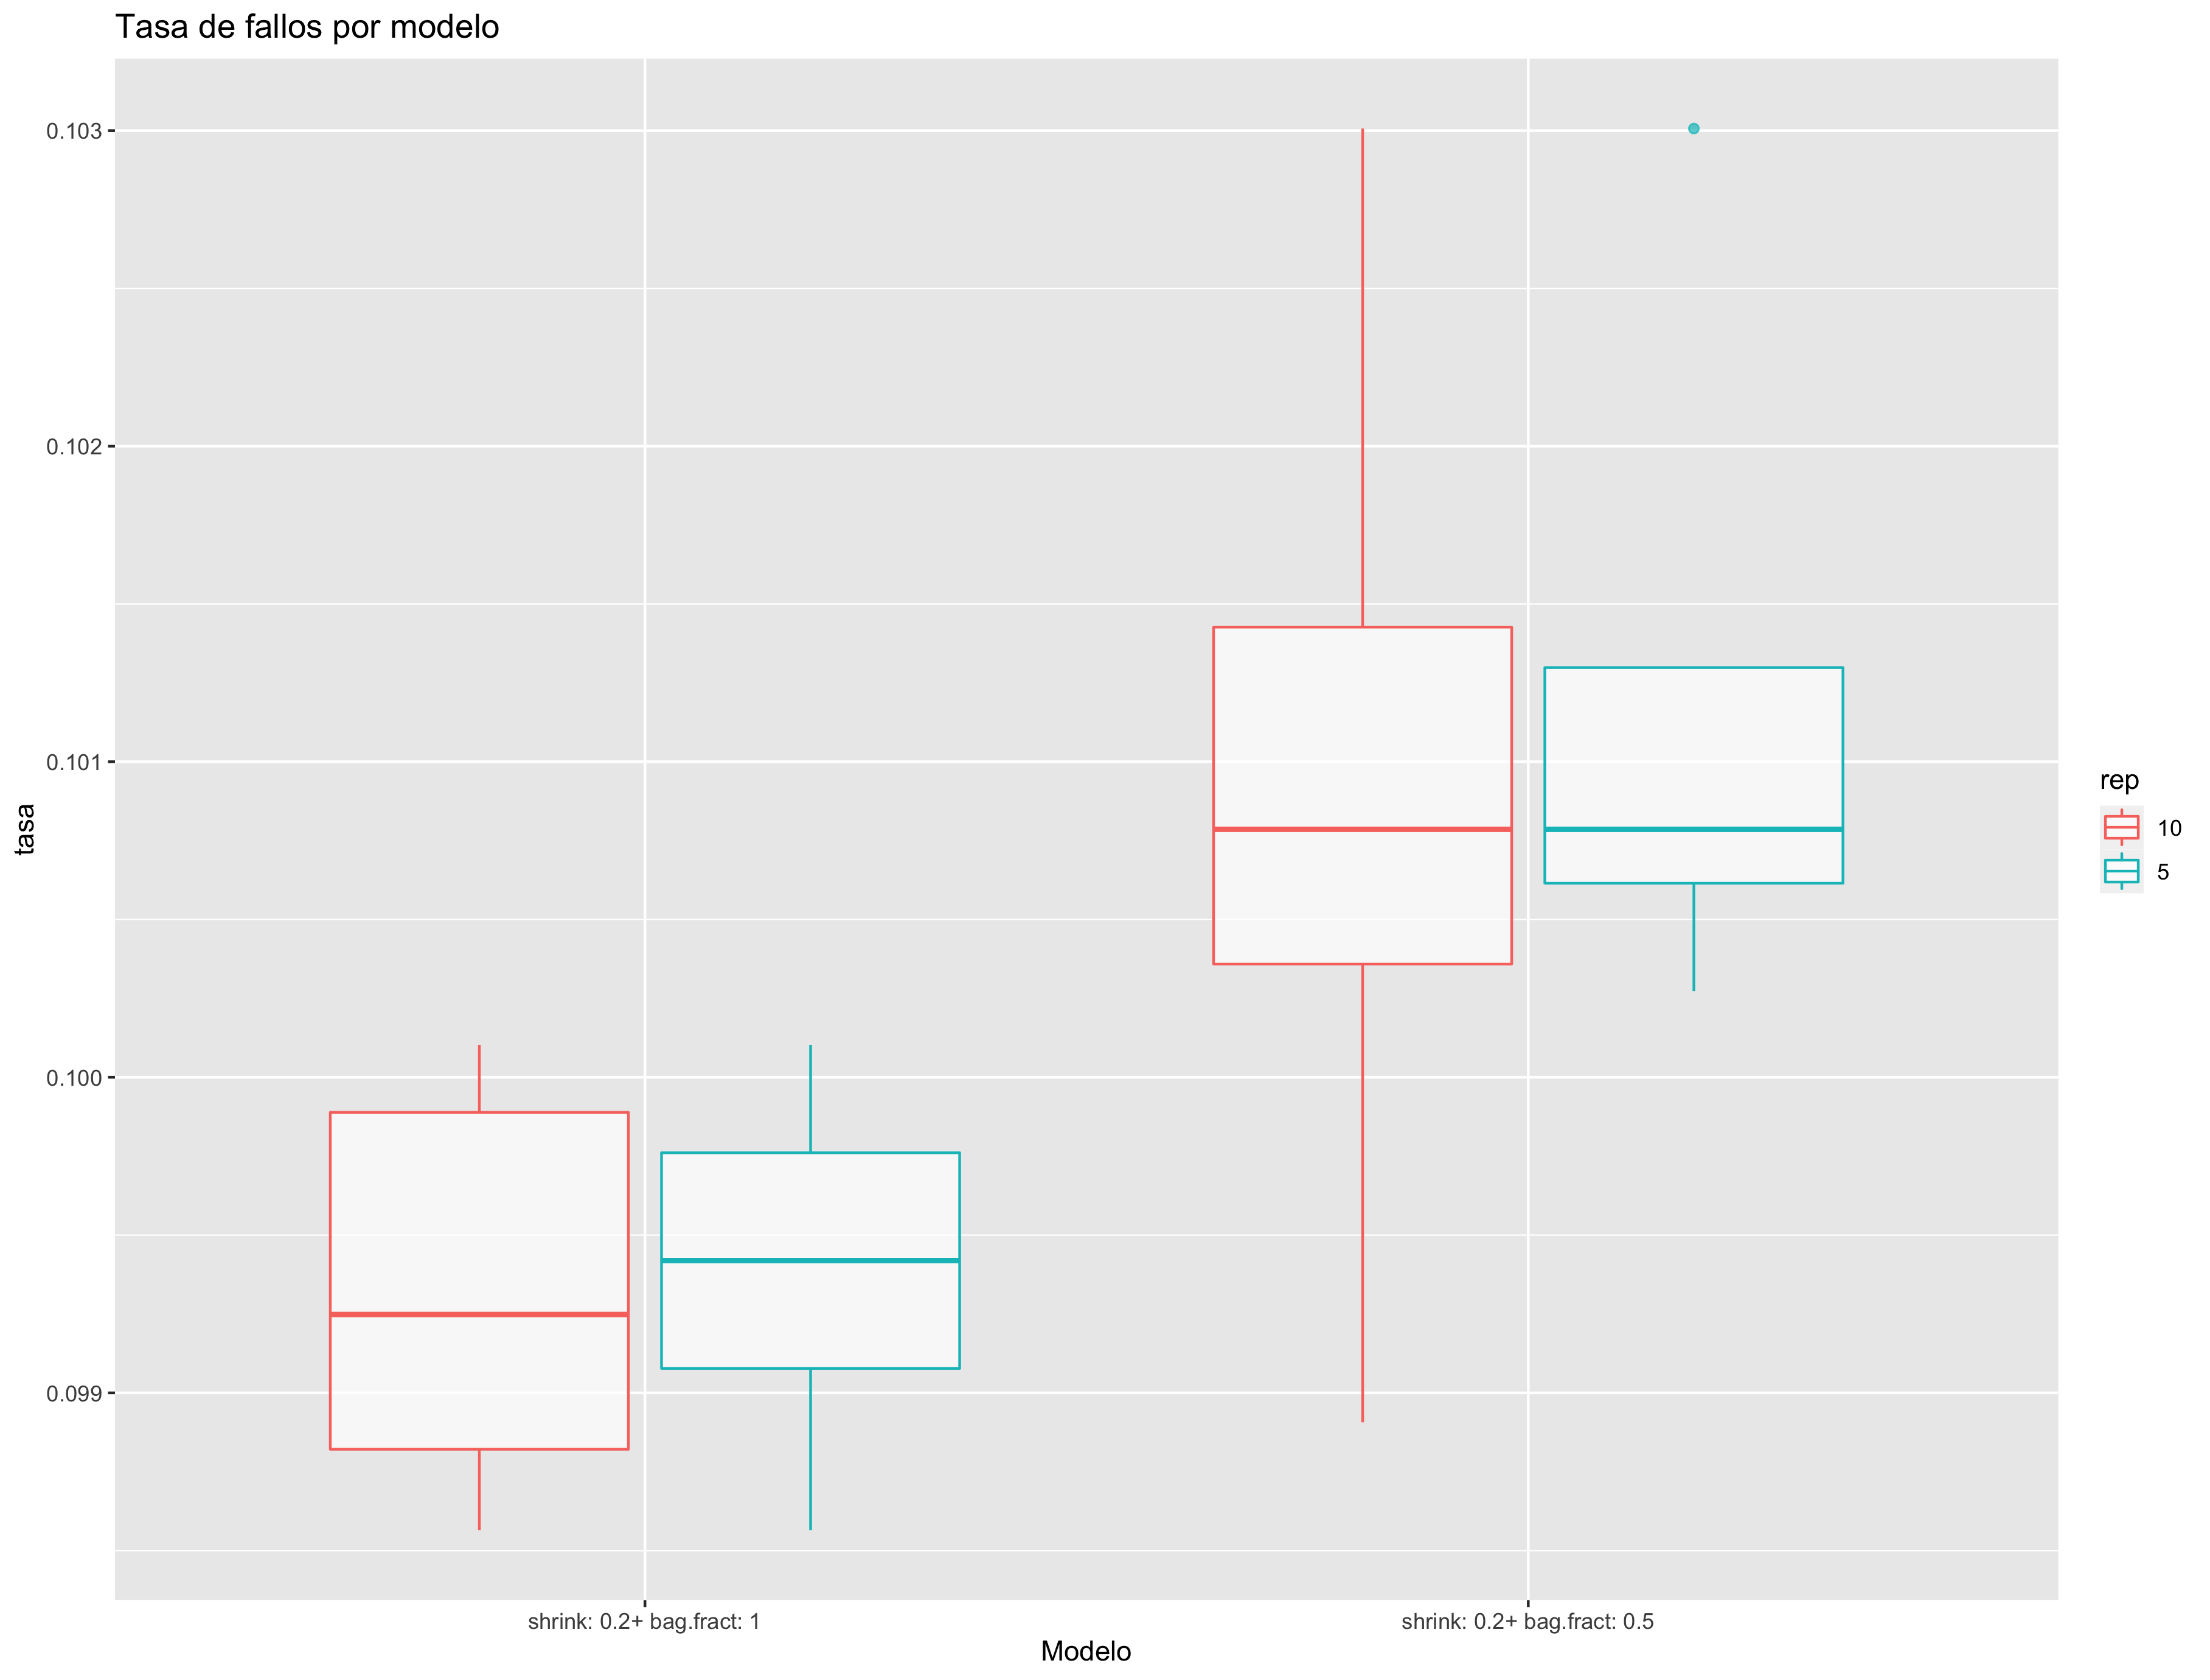 Tasa de fallos por modelo
0.103
0.102
0.101
0.100
0.099
tasa
shrink: 0.2+ bag.fract: 1
shrink: 0.2+ bag.fract: 0.5
Modelo
rep
10
5